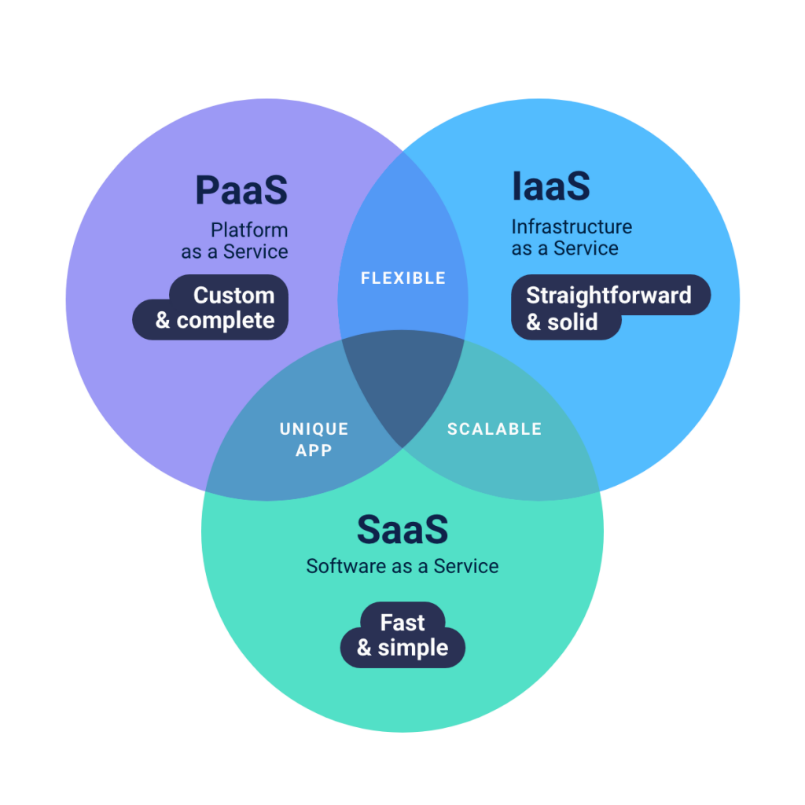 PaaS
Platform
as a Service
Custom
& complete
IaaS
Infrastructure
as a Service
Straightforward
& solid
FLEXIBLE
UNIQUE
APP
SCALABLE
SaaS
Software as a Service
Fast
& simple